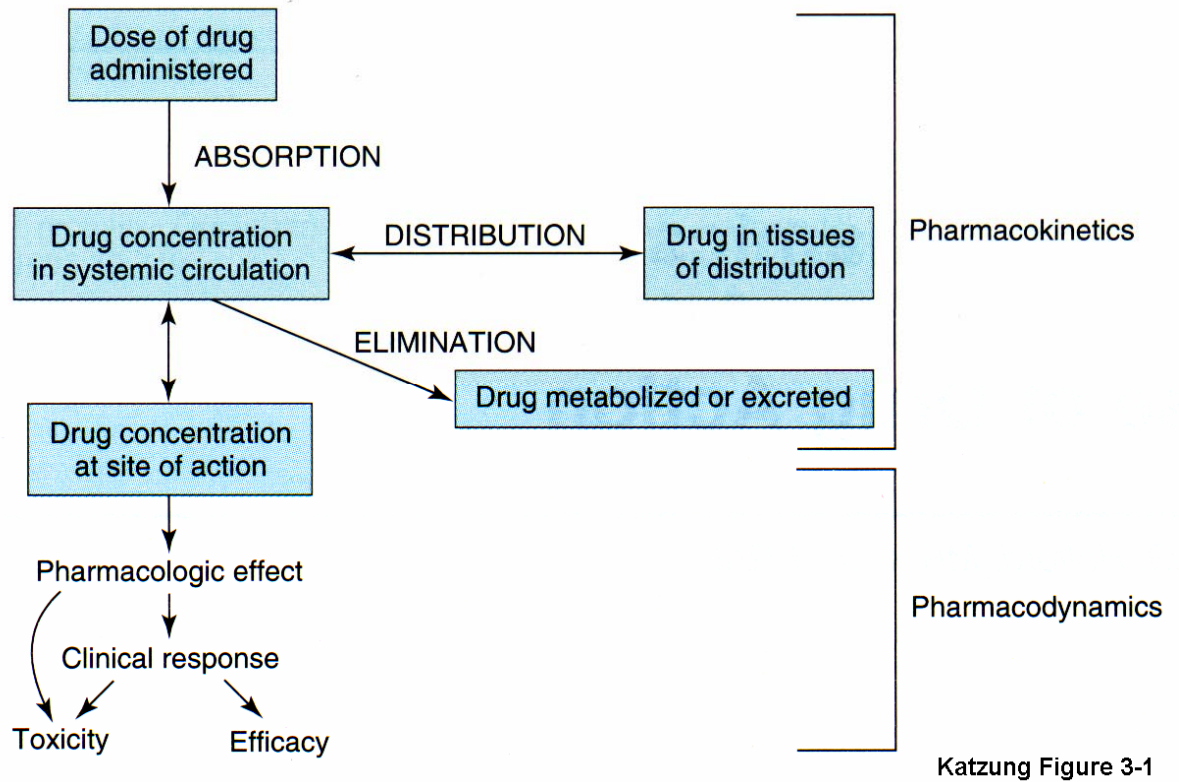 Dose of drug
administered
ABSORPTION
Drug concentration
in systemic circulation
DISTRIBUTION
Drug in tissues
of distribution
Pharmacokinetics
ELIMINATION
Drug metabolized or excreted
Drug concentration
at site of action
Pharmacologic effect
Pharmacodynamics
Clinical response
Toxicity
Efficacy
Katzung Figure 3-1